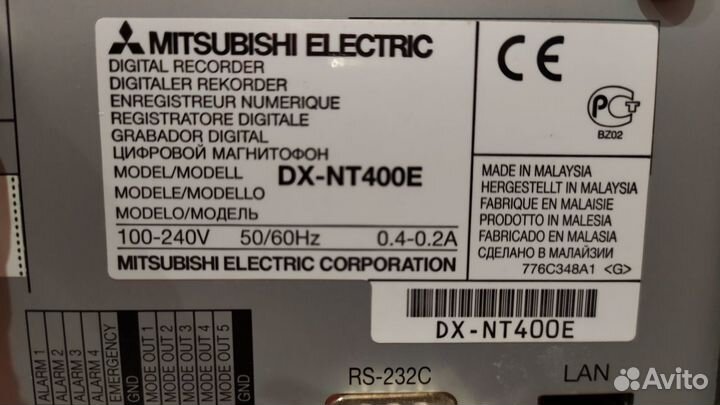 MITSUBISHI ELECTRIC
DIGITAL RECORDER
DIGITALER REKORDER
ENREGISTREUR NUMERIQUE
REGISTRATORE DIGITALE
GRABADOR DIGITAL
ЦИФРОВОЙ МАГНИТОФОН
MODEL/MODELL DX-NT400E
MODELE/MODELLO
MODELO/МОДЕЛЬ
100-240V 50/60Hz 0.4-0.2A
MITSUBISHI ELECTRIC CORPORATION
CE
РСТ
BZ02
MADE IN MALAYSIA
HERGESTELLT IN MALAYSIA
FABRIQUE EN MALAISIE
PRODOTTO IN MALESIA
FABRICADO EN MALASIA
СДЕЛАНО В МАЛАЙЗИИ
776C348A1 <G>
DX-NT400E
ALARM 1
ALARM 2
ALARM 3
ALARM 4
EMERGENCY
GND
MODE OUT 1
MODE OUT 2
MODE OUT 3
MODE OUT 4
MODE OUT 5
GND
RS-232C
LAN
Avito